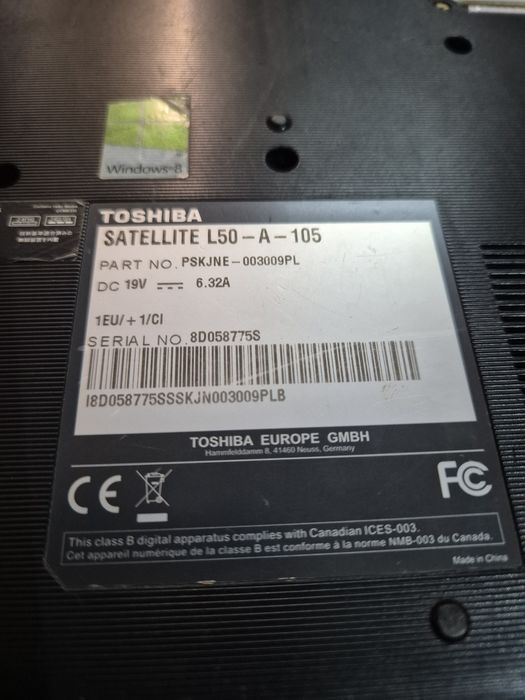 Windows 8
TOSHIBA
SATELLITE L50-A-105
PART NO. PSKJNE-003009PL
DC 19V 6.32A
1EU/+1/CI
SERIAL NO. 8D058775S
I8D058775SSSKJN003009PLB
TOSHIBA EUROPE GMBH
Hammfelddamm 8, 41460 Neuss, Germany
CE
FC
This class B digital apparatus complies with Canadian ICES-003.
Cet appareil numérique de la classe B est conforme à la norme NMB-003 du Canada.
Made in China